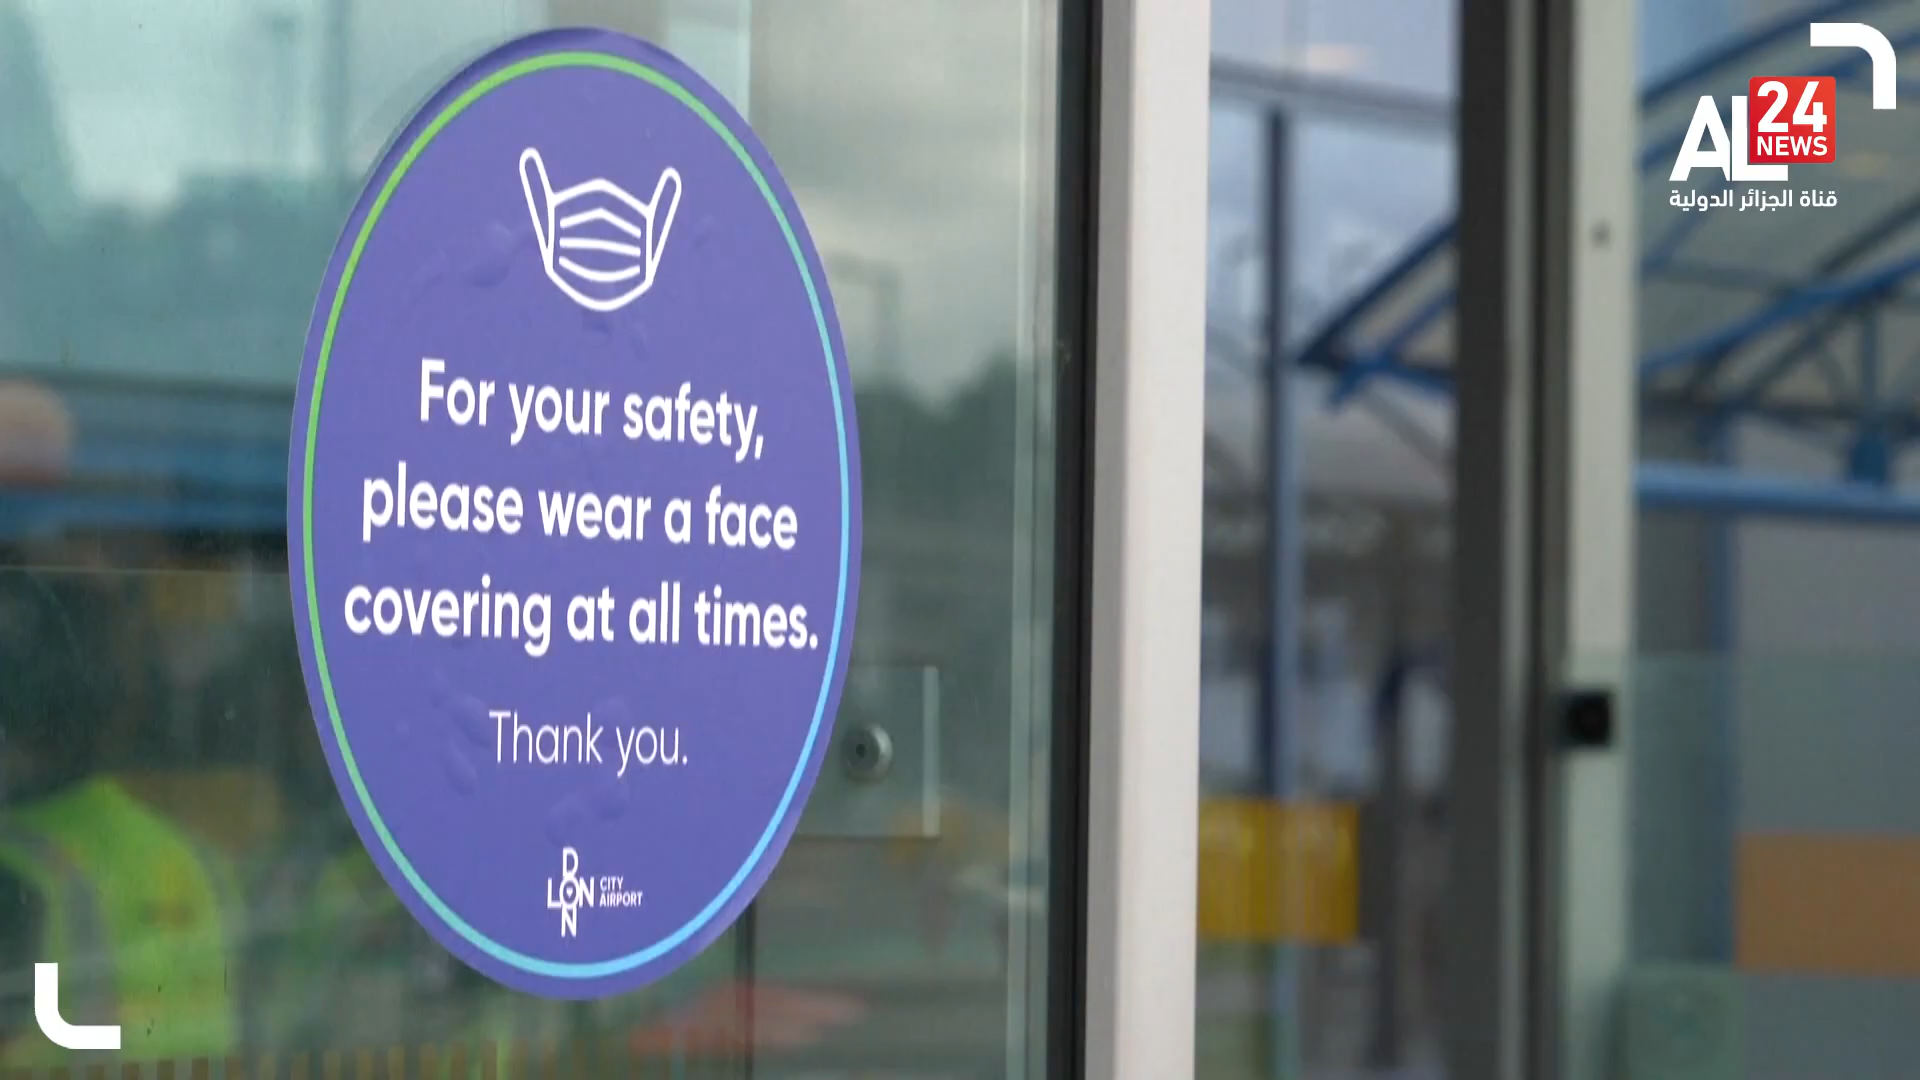 AL
24
NEWS
قناة الجزائر الدولية
For your safety,
please wear a face
covering at all times.
Thank you.
LONDON
CITY
AIRPORT